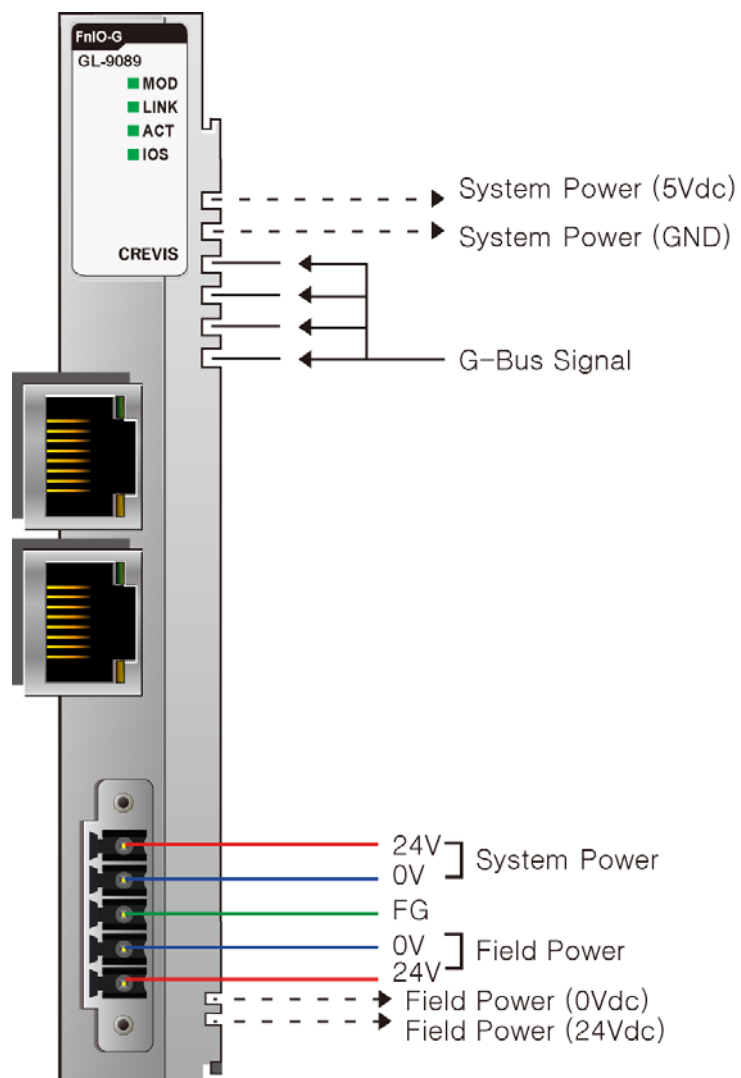 FnIO-G
GL-9089
MOD
LINK
ACT
IOS
CREVIS
System Power (5Vdc)
System Power (GND)
G-Bus Signal
24V
0V
System Power
FG
0V
24V
Field Power
Field Power (0Vdc)
Field Power (24Vdc)